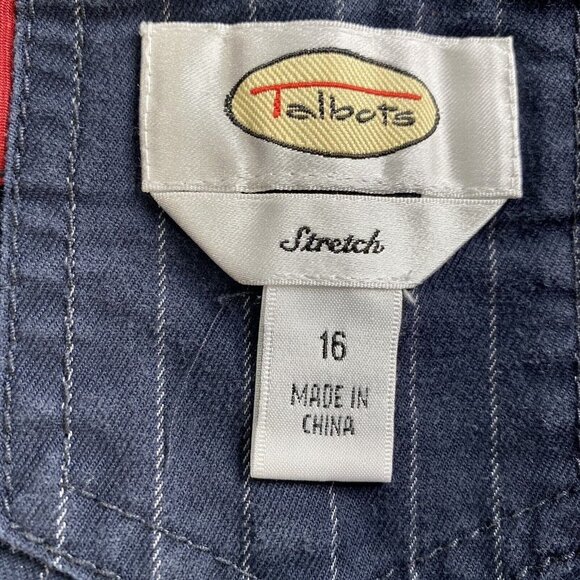 Talbots
Stretch
16
MADE IN
CHINA